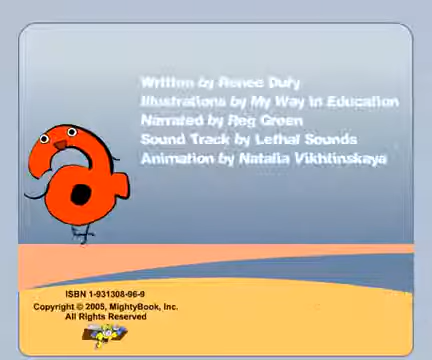 Written by Renee Duty
Illustrations by My Way in Education
Narrated by Reg Green
Sound Track by Lethal Sounds
Animation by Natalia Vikhtinskaya
ISBN 1-931308-96-9
Copyright © 2005, MightyBook, Inc.
All Rights Reserved